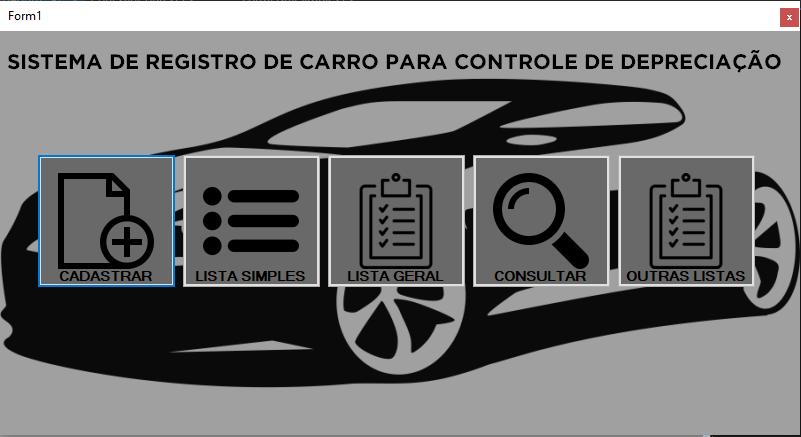 Form1
x
SISTEMA DE REGISTRO DE CARRO PARA CONTROLE DE DEPRECIAÇÃO
CADASTRAR
LISTA SIMPLES
LISTA GERAL
CONSULTAR
OUTRAS LISTAS